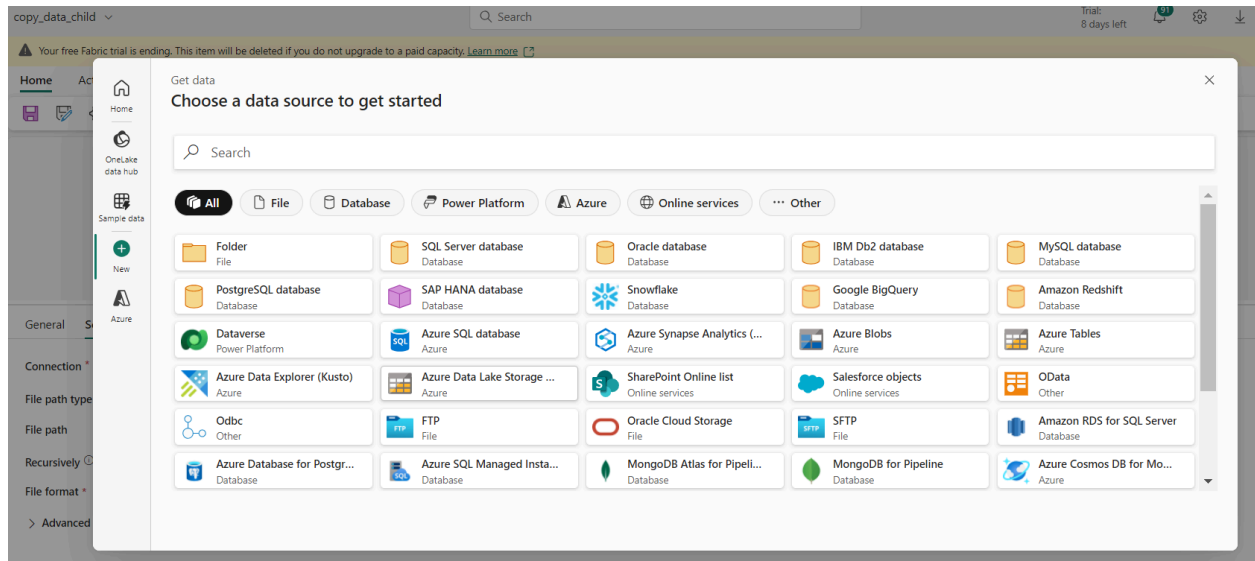 copy_data_child
Search
Trial:
8 days left
91
Your free Fabric trial is ending. This item will be deleted if you do not upgrade to a paid capacity. Learn more
Home
Get data
Choose a data source to get started
Home
OneLake
data hub
Sample data
New
Azure
Search
All
File
Database
Power Platform
Azure
Online services
Other
Folder
File
SQL Server database
Database
Oracle database
Database
IBM Db2 database
Database
MySQL database
Database
PostgreSQL database
Database
SAP HANA database
Database
Snowflake
Database
Google BigQuery
Database
Amazon Redshift
Database
Dataverse
Power Platform
SQL
Azure SQL database
Azure
Azure Synapse Analytics (...
Azure
Azure Blobs
Azure
Azure Tables
Azure
Azure Data Explorer (Kusto)
Azure
Azure Data Lake Storage ...
Azure
S
SharePoint Online list
Online services
Salesforce objects
Online services
OData
Other
Odbc
Other
FTP
FTP
File
Oracle Cloud Storage
File
SFTP
SFTP
File
Amazon RDS for SQL Server
Database
Azure Database for Postgr...
Database
SQL
Azure SQL Managed Insta...
Database
MongoDB Atlas for Pipeli...
Database
MongoDB for Pipeline
Database
Azure Cosmos DB for Mo...
Azure
General
Connection *
File path type
File path
Recursively
File format *
Advanced